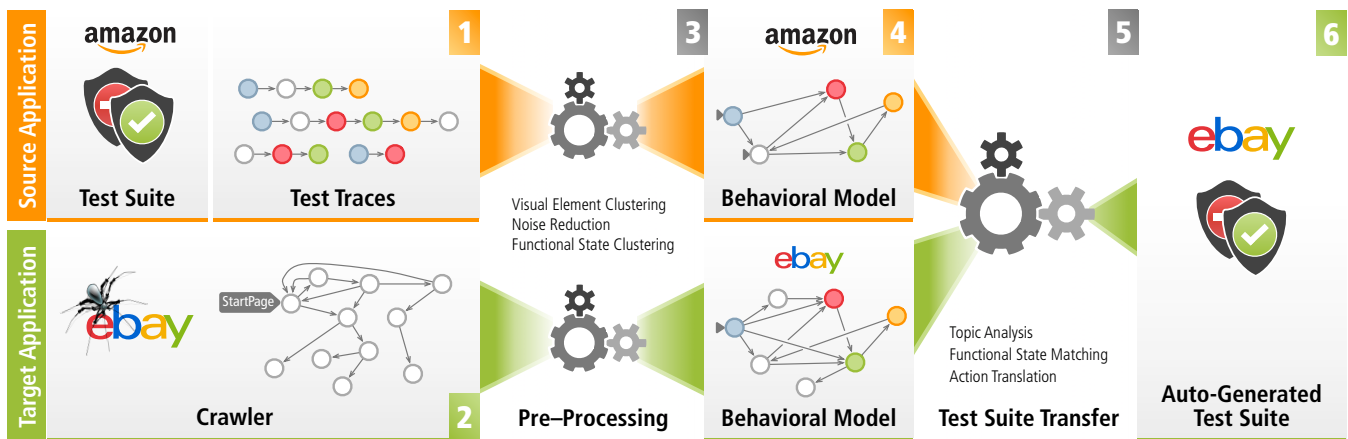 Source Application
amazon
Test Suite
1
Test Traces
3
Visual Element Clustering
Noise Reduction
Functional State Clustering
amazon
4
Behavioral Model
5
6
ebay
Target Application
ebay
StartPage
Crawler
2
Pre–Processing
ebay
Behavioral Model
Topic Analysis
Functional State Matching
Action Translation
Test Suite Transfer
Auto-Generated
Test Suite